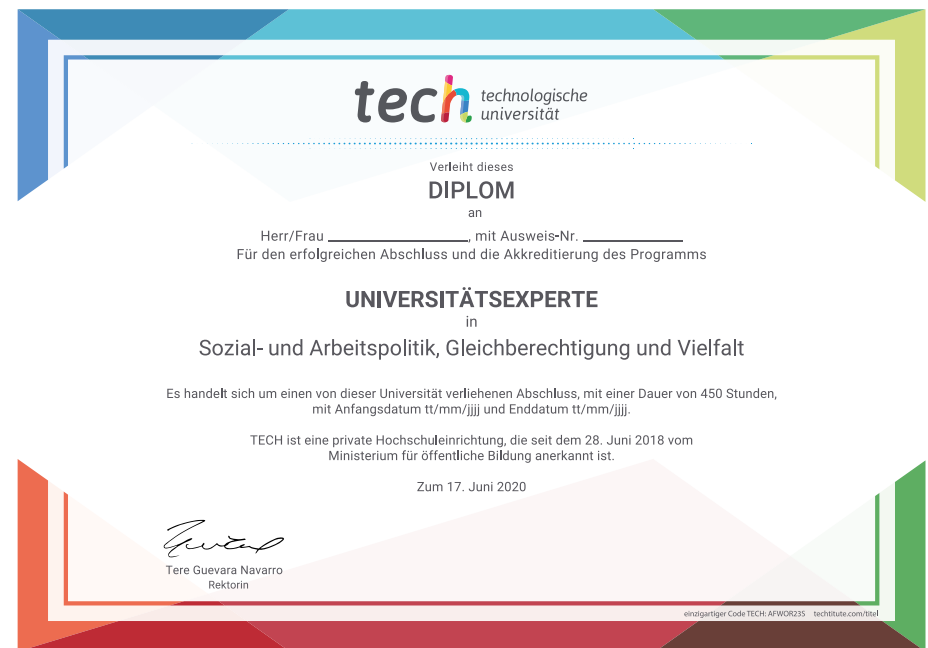 tech technologische
universität
Verleiht dieses
DIPLOM
an
Herr/Frau ____________________, mit Ausweis-Nr. ______________
Für den erfolgreichen Abschluss und die Akkreditierung des Programms
UNIVERSITÄTSEXPERTE
in
Sozial- und Arbeitspolitik, Gleichberechtigung und Vielfalt
Es handelt sich um einen von dieser Universität verliehenen Abschluss, mit einer Dauer von 450 Stunden,
mit Anfangsdatum tt/mm/jjjj und Enddatum tt/mm/jjjj.
TECH ist eine private Hochschuleinrichtung, die seit dem 28. Juni 2018 vom
Ministerium für öffentliche Bildung anerkannt ist.
Zum 17. Juni 2020
Tere Guevara Navarro
Rektorin
einzigartiger Code TECH: AFWOR23S techtitute.com/titel